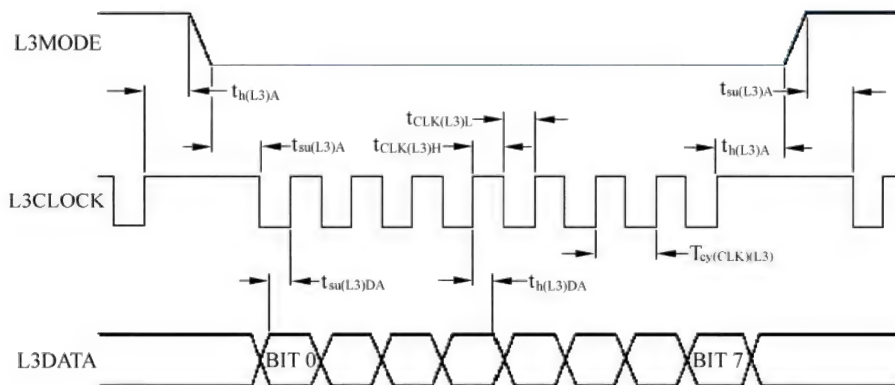 L3MODE
th(L3)A
tsu(L3)A
tCLK(L3)L
tsu(L3)A
tCLK(L3)H
th(L3)A
L3CLOCK
Tcy(CLK)(L3)
tsu(L3)DA
th(L3)DA
L3DATA
BIT 0
BIT 7